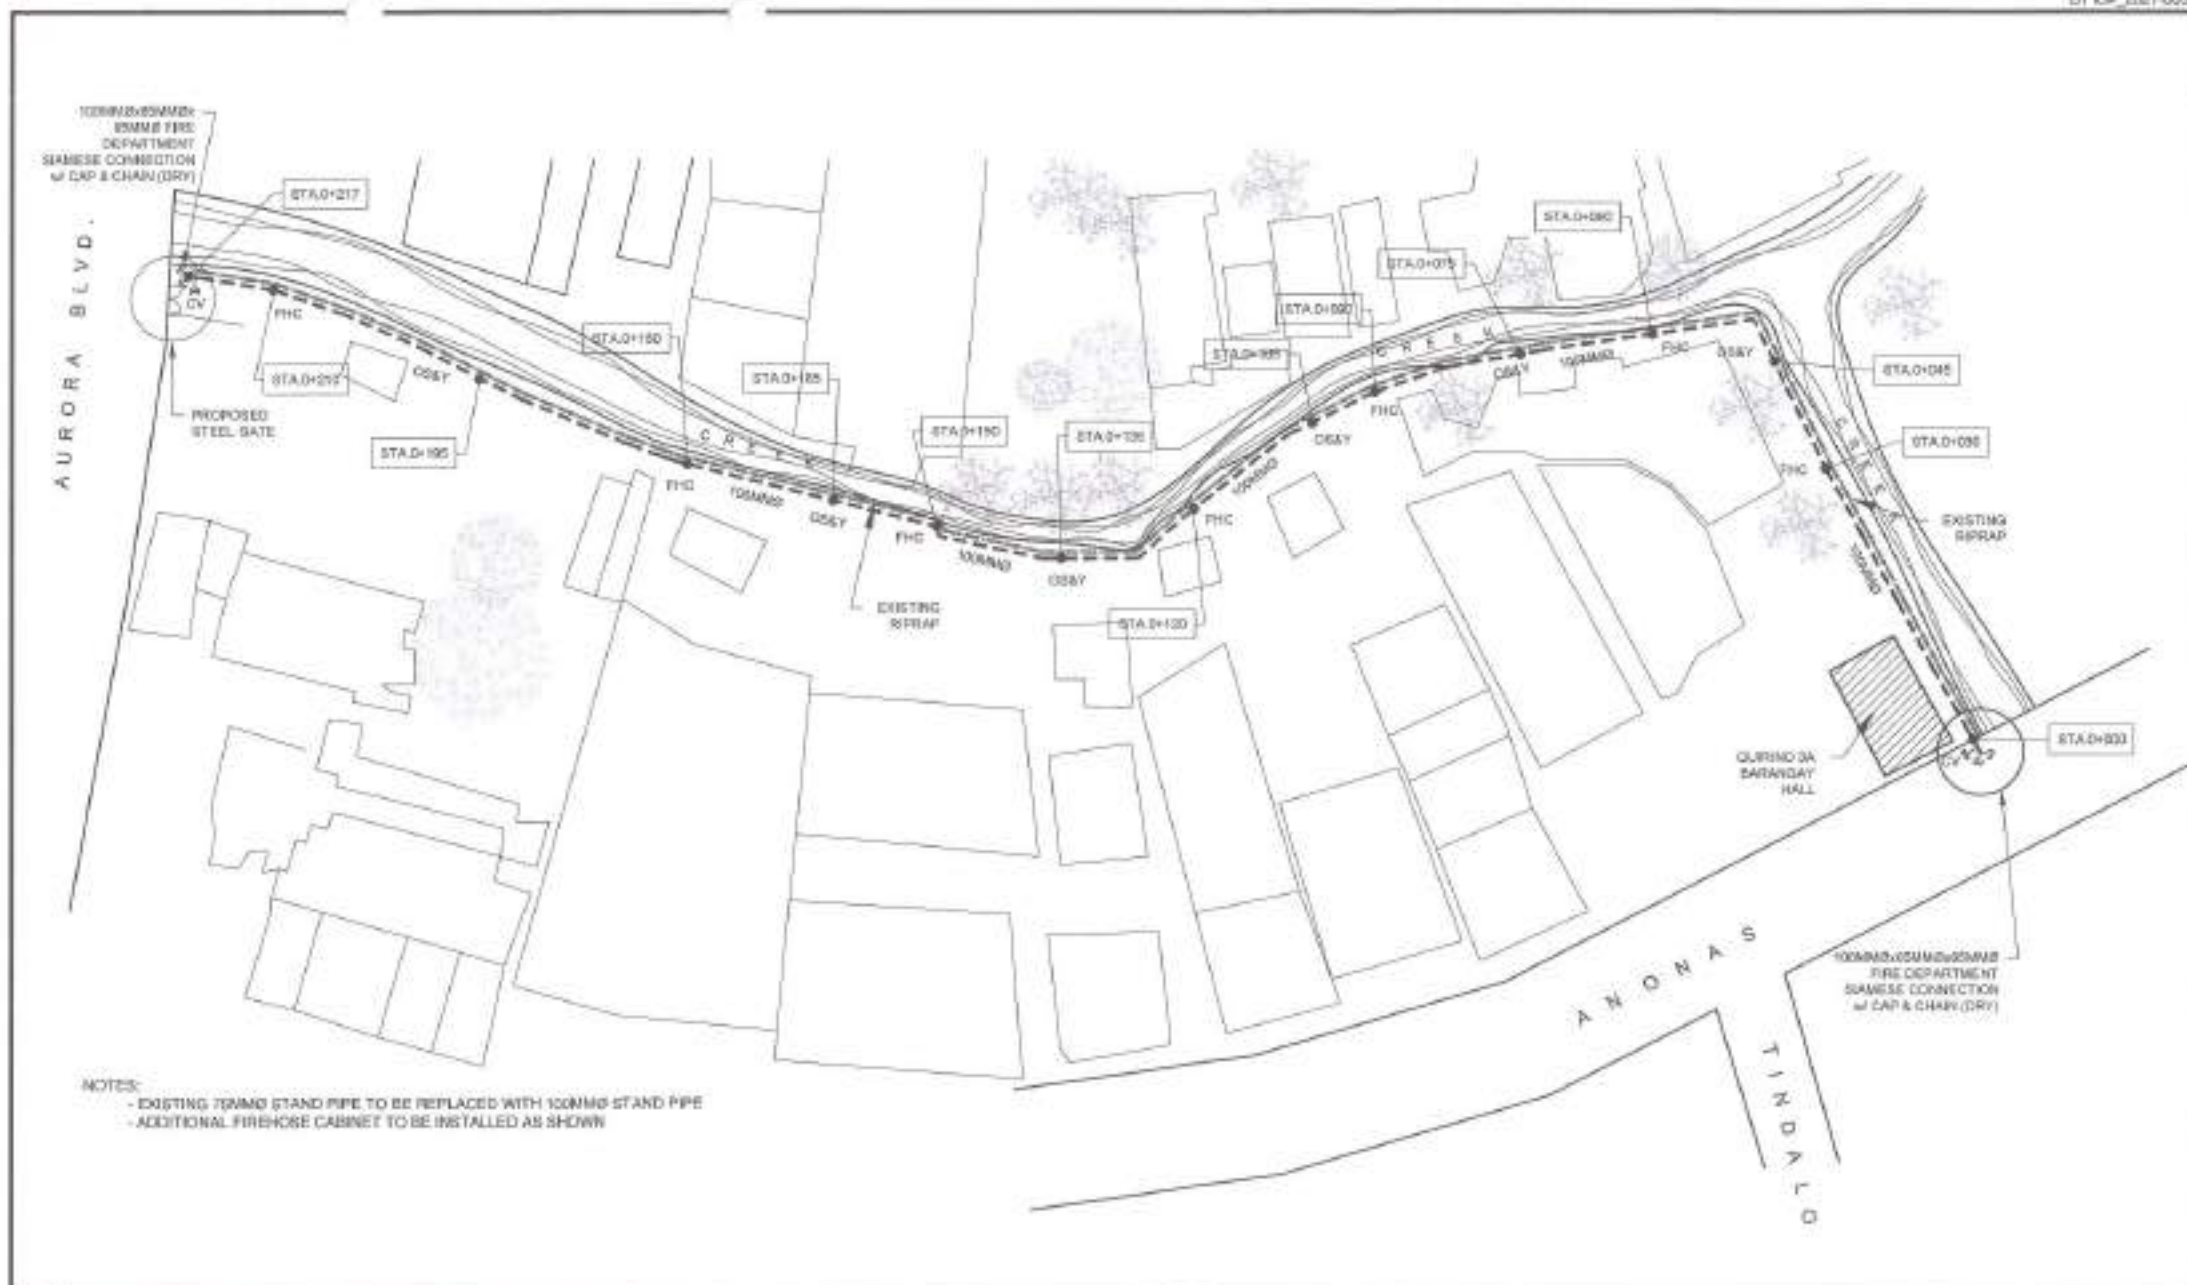 100MMØx65MMØx
65MMØ FIRE
DEPARTMENT
SIAMESE CONNECTION
w/ CAP & CHAIN (DRY)
STA.0+217
AURORA BLVD.
CV
FHC
STA.0+210
OS&Y
PROPOSED
STEEL GATE
STA.0+195
STA.0+180
FHC
CREEK
100MMØ
STA.0+165
OS&Y
STA.0+150
FHC
100MMØ
EXISTING
RIPRAP
STA.0+135
OS&Y
STA.0+120
FHC
100MMØ
STA.0+105
OS&Y
STA.0+090
FHC
CREEK
STA.0+075
OS&Y
100MMØ
STA.0+060
FHC
OS&Y
STA.0+045
CREEK
STA.0+030
FHC
EXISTING
RIPRAP
100MMØ
QUIRINO 3A
BARANGAY
HALL
CV
STA.0+000
100MMØx65MMØx65MMØ
FIRE DEPARTMENT
SIAMESE CONNECTION
w/ CAP & CHAIN (DRY)
ANONAS
TINDALO
NOTES:
- EXISTING 75MMØ STAND PIPE TO BE REPLACED WITH 100MMØ STAND PIPE
- ADDITIONAL FIREHOSE CABINET TO BE INSTALLED AS SHOWN